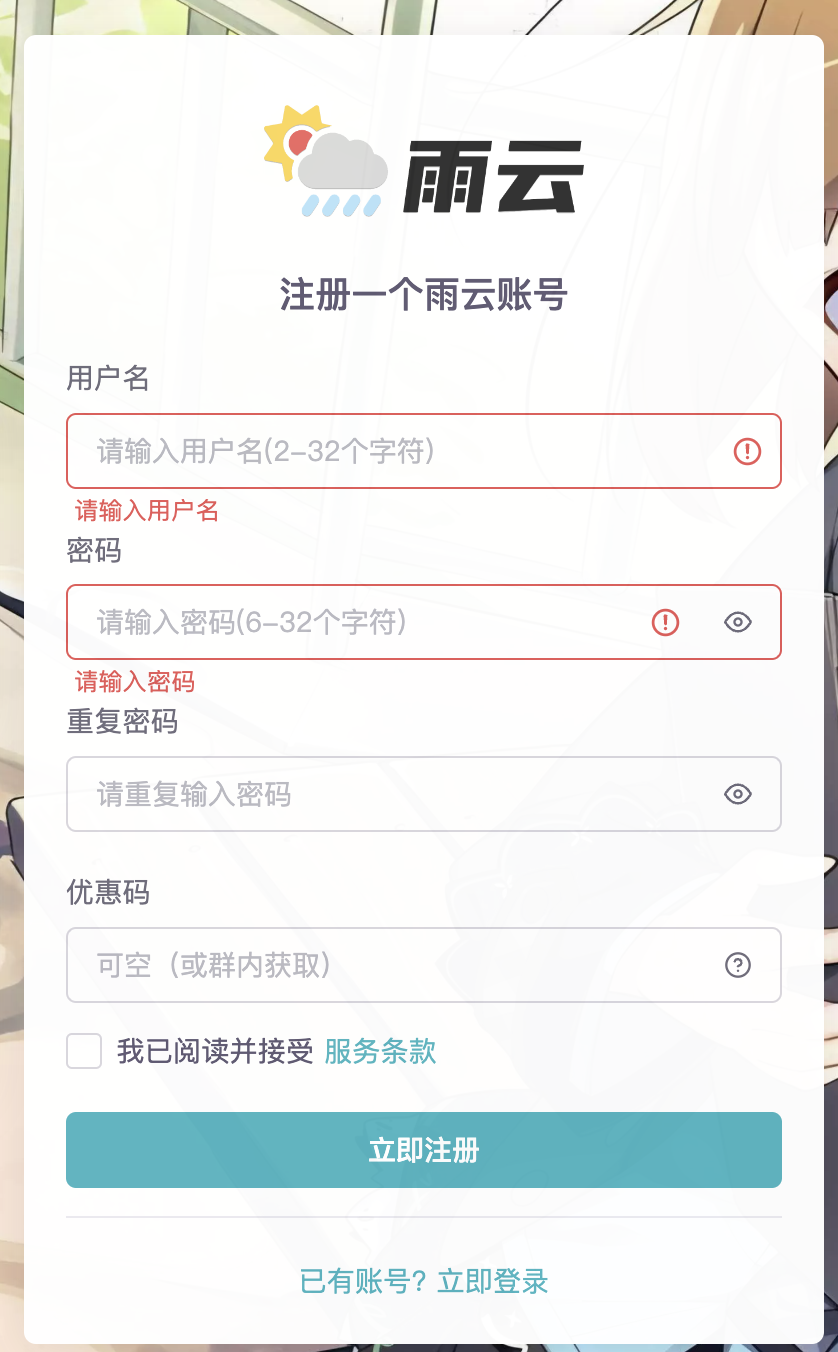 雨云
注册一个雨云账号
用户名
请输入用户名(2-32个字符)
请输入用户名
密码
请输入密码(6-32个字符)
请输入密码
重复密码
请重复输入密码
优惠码
可空（或群内获取）
我已阅读并接受 服务条款
立即注册
已有账号? 立即登录